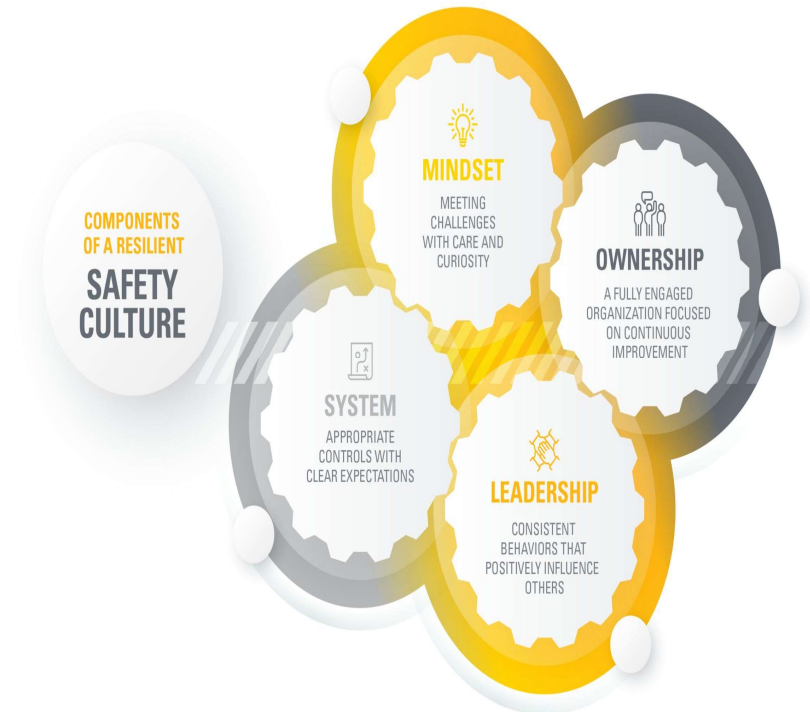 COMPONENTS
OF A RESILIENT
SAFETY
CULTURE
MINDSET
MEETING
CHALLENGES
WITH CARE AND
CURIOSITY
OWNERSHIP
A FULLY ENGAGED
ORGANIZATION FOCUSED
ON CONTINUOUS
IMPROVEMENT
SYSTEM
APPROPRIATE
CONTROLS WITH
CLEAR EXPECTATIONS
LEADERSHIP
CONSISTENT
BEHAVIORS THAT
POSITIVELY INFLUENCE
OTHERS